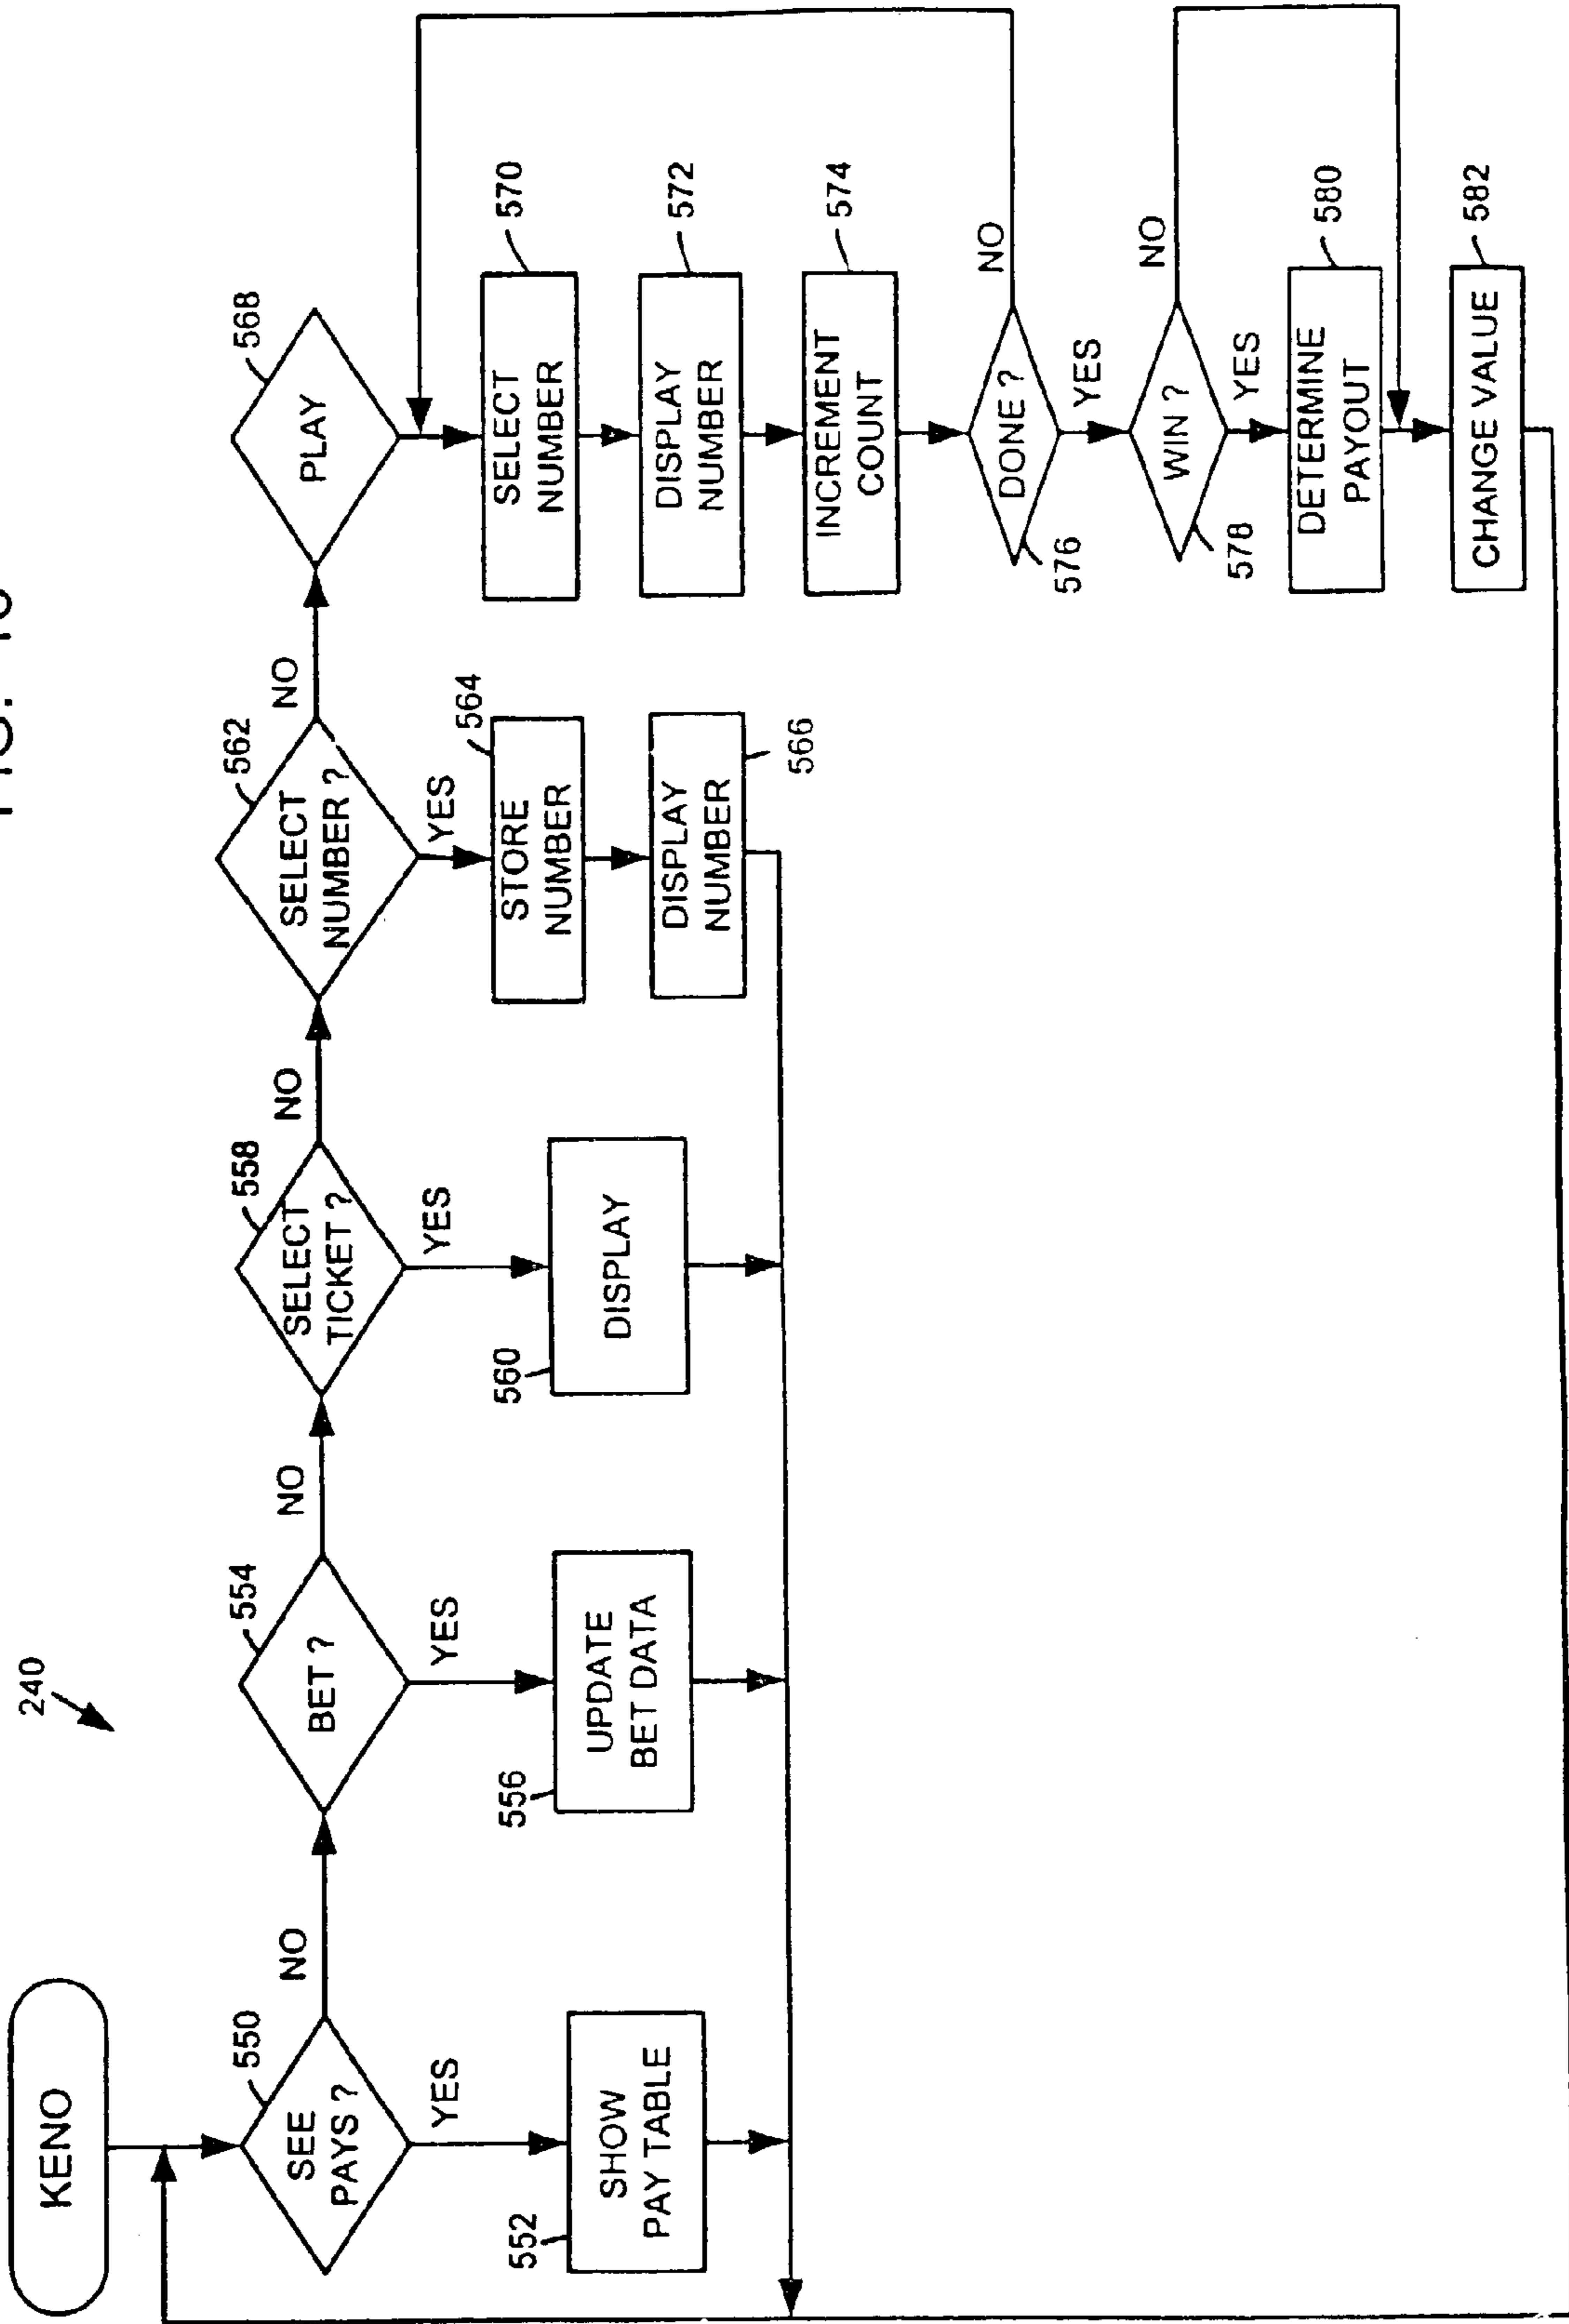 240
KENO
550
SEE
PAYS ?
NO
YES
552
SHOW
PAY TABLE
554
BET ?
NO
YES
556
UPDATE
BET DATA
558
SELECT
TICKET ?
NO
YES
560
DISPLAY
562
SELECT
NUMBER ?
NO
YES
564
STORE
NUMBER
566
DISPLAY
NUMBER
568
PLAY
570
SELECT
NUMBER
572
DISPLAY
NUMBER
574
INCREMENT
COUNT
576
DONE ?
NO
YES
578
WIN ?
NO
YES
580
DETERMINE
PAYOUT
582
CHANGE VALUE